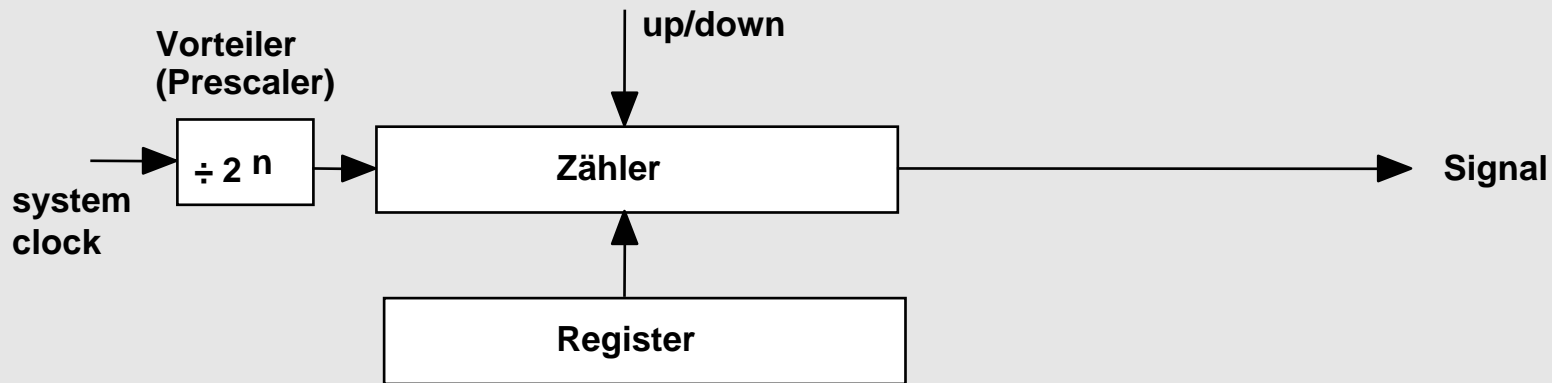 up/down
Vorteiler
(Prescaler)
÷ 2 n
Zähler
Signal
system
clock
Register